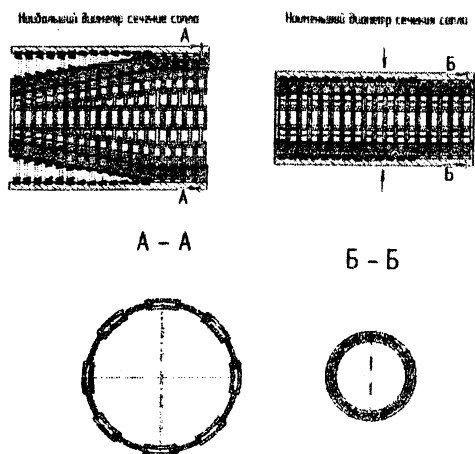 Наибольший диаметр сечение сопла
Наименьший диаметр сечения сопла
А
Б
А
Б
А - А
Б - Б